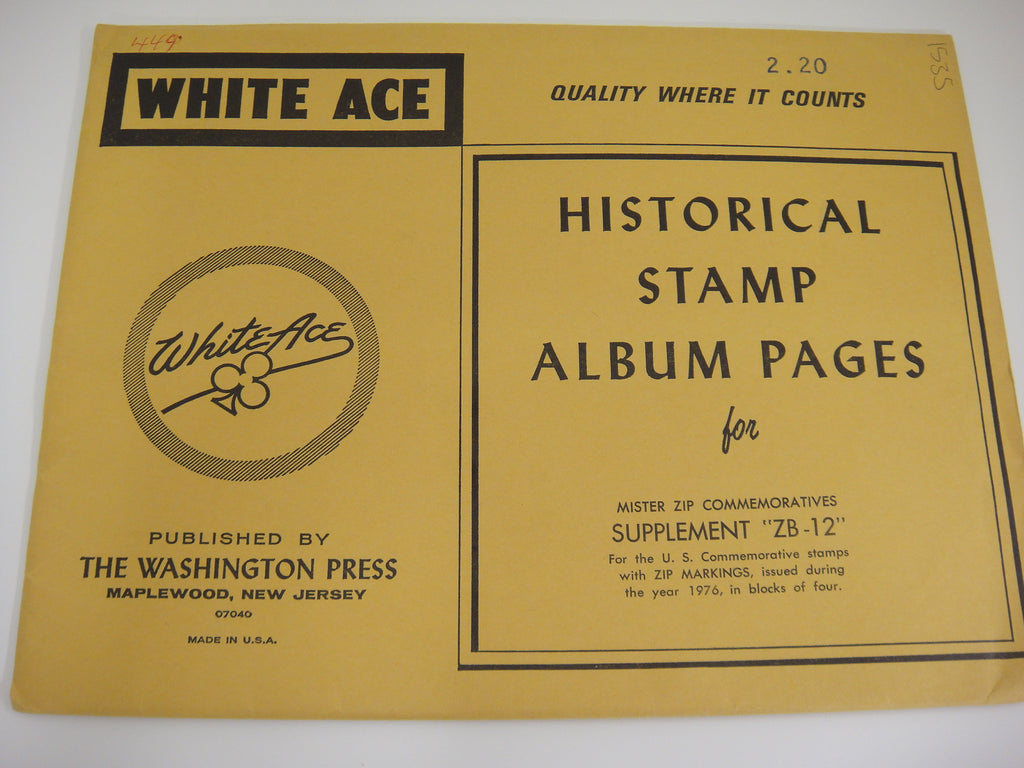 449
WHITE ACE
2.20
QUALITY WHERE IT COUNTS
1535
HISTORICAL
STAMP
ALBUM PAGES
for
MISTER ZIP COMMEMORATIVES
SUPPLEMENT "ZB-12"
For the U. S. Commemorative stamps
with ZIP MARKINGS, issued during
the year 1976, in blocks of four.
White Ace
PUBLISHED BY
THE WASHINGTON PRESS
MAPLEWOOD, NEW JERSEY
07040
MADE IN U.S.A.